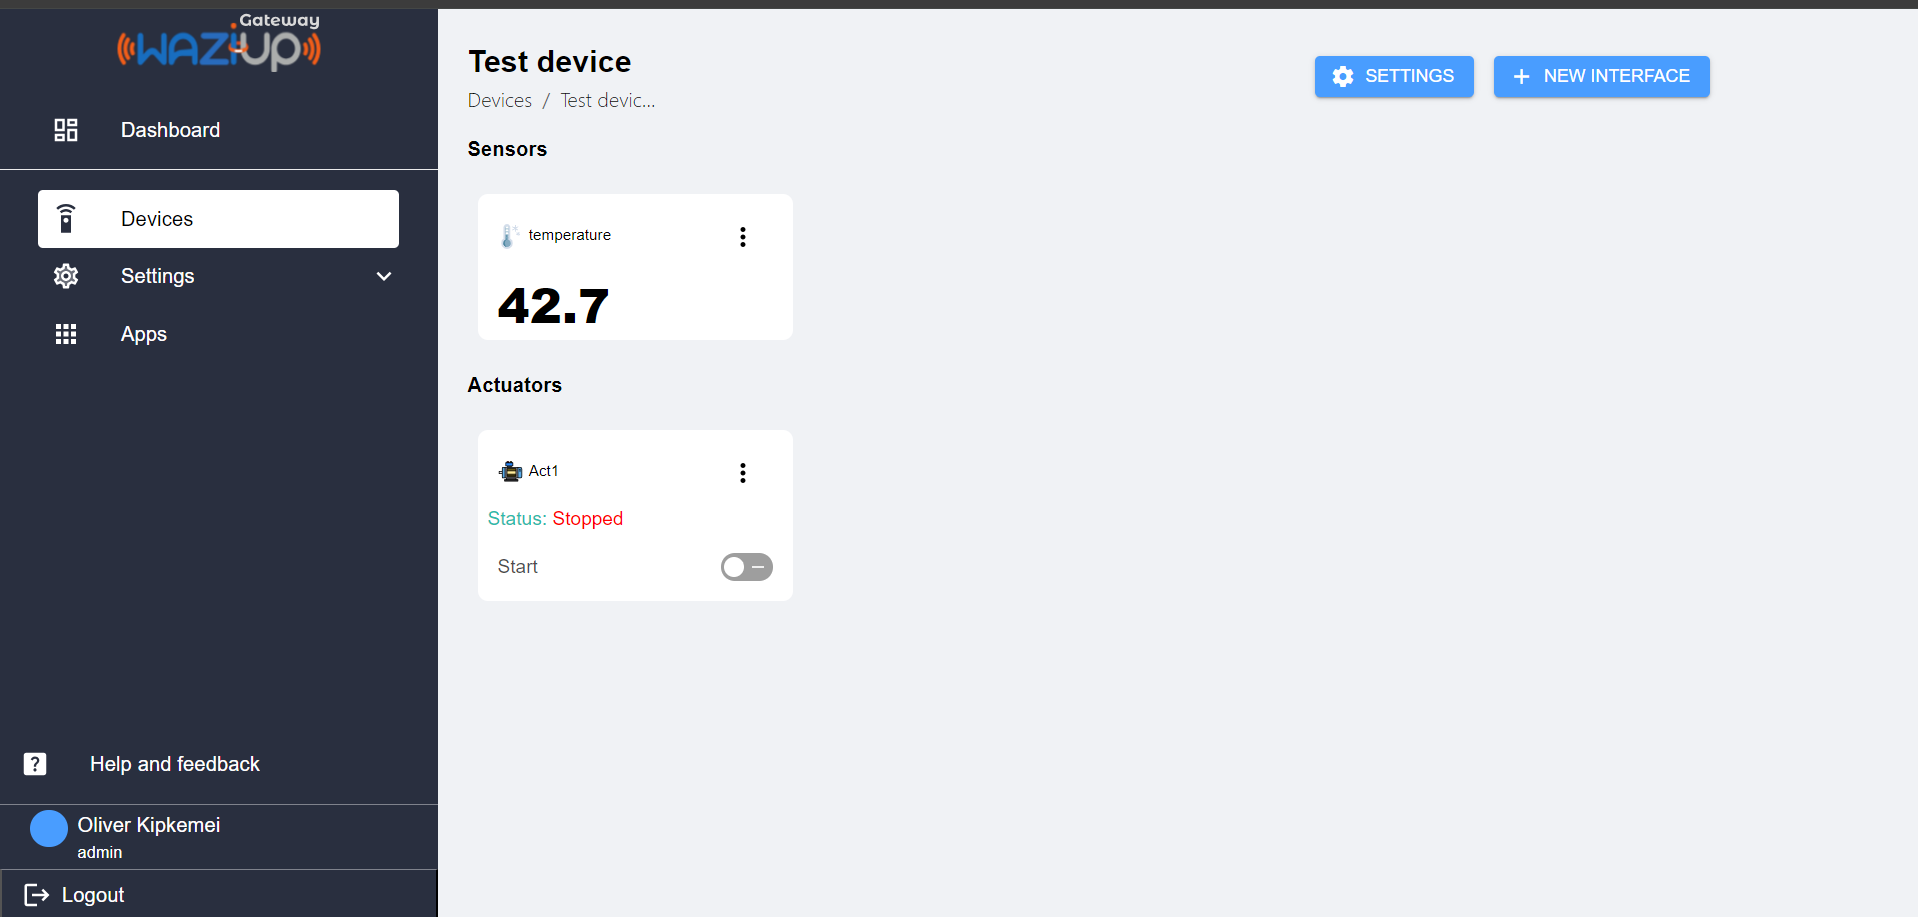 Gateway
WAZIUP
Dashboard
Devices
Settings
Apps
Help and feedback
Oliver Kipkemei
admin
Logout
Test device
Devices / Test devic...
SETTINGS
NEW INTERFACE
Sensors
temperature
42.7
Actuators
Act1
Status: Stopped
Start